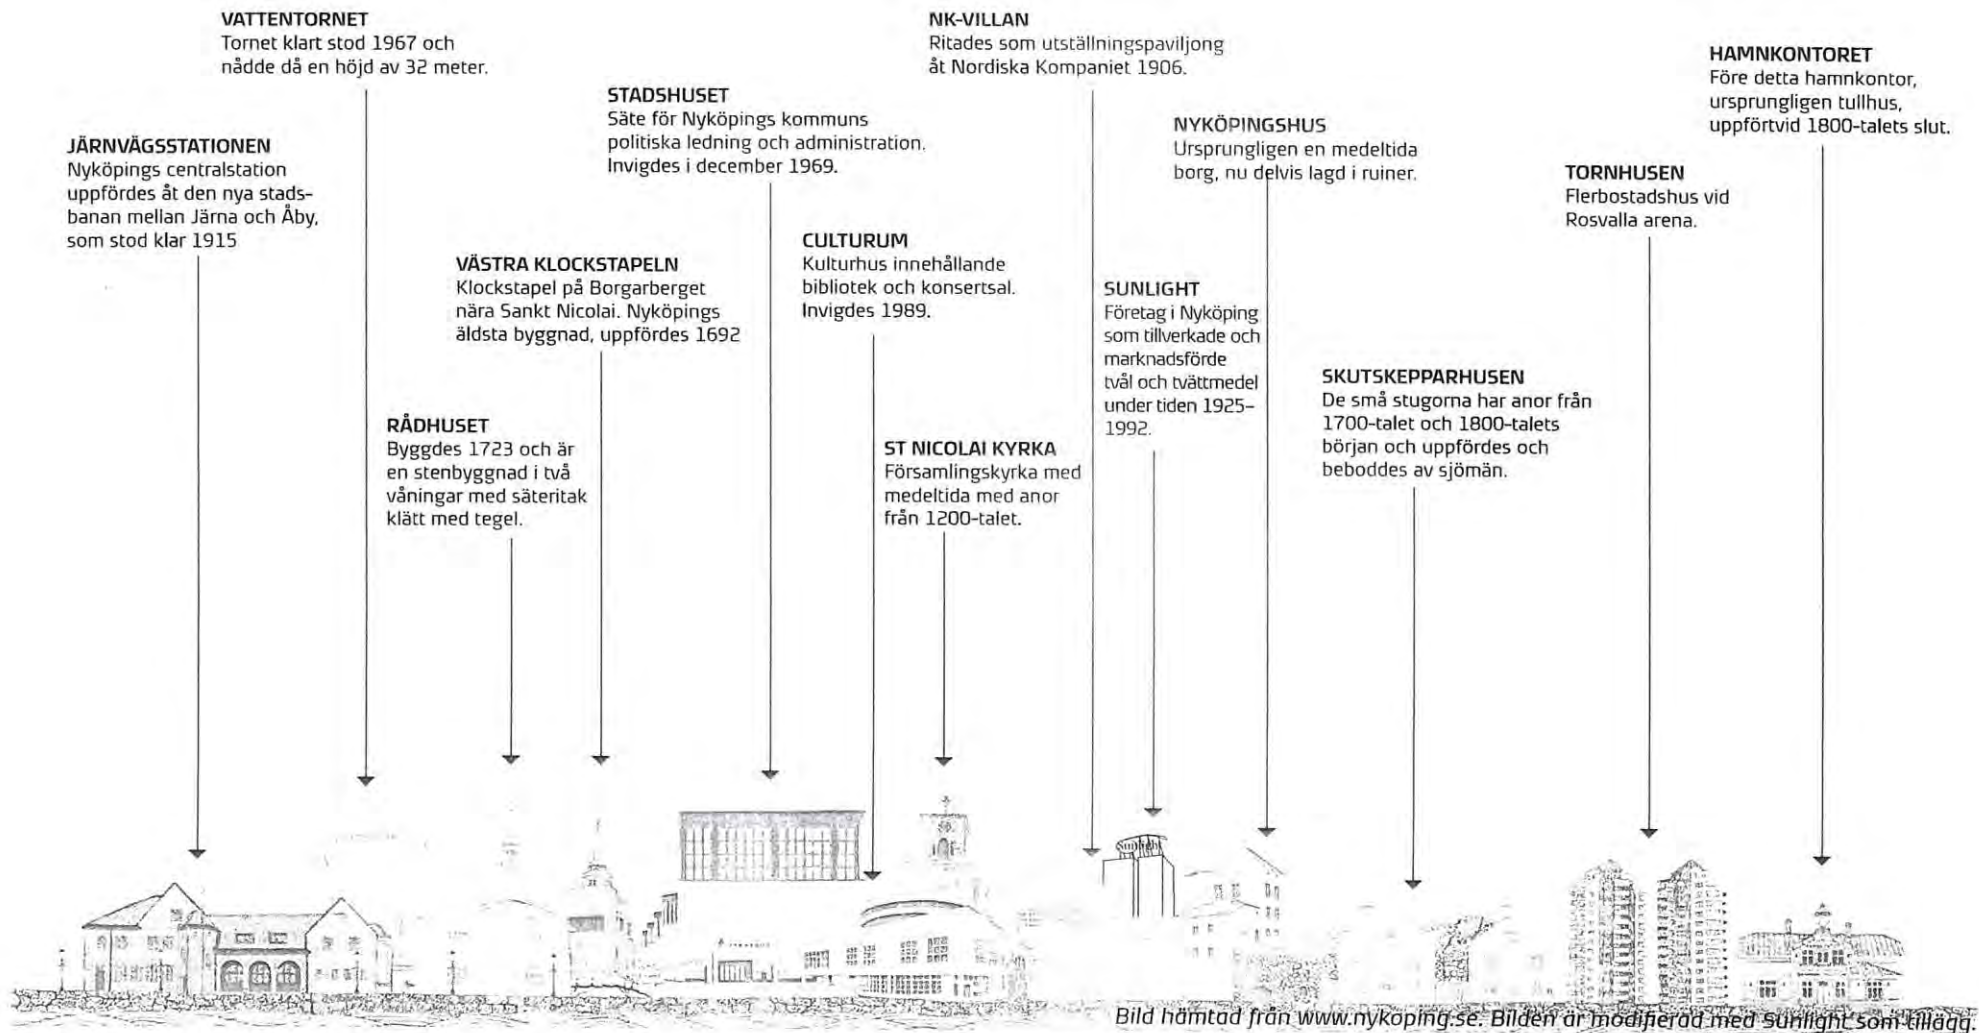 VATTENTORNET
Tornet klart stod 1967 och
nådde då en höjd av 32 meter.
NK-VILLAN
Ritades som utställningspaviljong
åt Nordiska Kompaniet 1906.
HAMNKONTORET
Före detta hamnkontor,
ursprungligen tullhus,
uppförtvid 1800-talets slut.
STADSHUSET
Säte för Nyköpings kommuns
politiska ledning och administration.
Invigdes i december 1969.
NYKÖPINGSHUS
Ursprungligen en medeltida
borg, nu delvis lagd i ruiner.
JÄRNVÄGSSTATIONEN
Nyköpings centralstation
uppfördes åt den nya stads-
banan mellan Järna och Åby,
som stod klar 1915
TORNHUSEN
Flerbostadshus vid
Rosvalla arena.
CULTURUM
Kulturhus innehållande
bibliotek och konsertsal.
Invigdes 1989.
VÄSTRA KLOCKSTAPELN
Klockstapel på Borgarberget
nära Sankt Nicolai. Nyköpings
äldsta byggnad, uppfördes 1692
SUNLIGHT
Företag i Nyköping
som tillverkade och
marknadsförde
tvål och tvättmedel
under tiden 1925-
1992.
SKUTSKEPPARHUSEN
De små stugorna har anor från
1700-talet och 1800-talets
början och uppfördes och
beboddes av sjömän.
RÅDHUSET
Byggdes 1723 och är
en stenbyggnad i två
våningar med säteritak
klätt med tegel.
ST NICOLAI KYRKA
Församlingskyrka med
medeltida med anor
från 1200-talet.
Sunlight
Bild hämtad från www.nykoping.se. Bilden är modifierad med Sunlight som tillägg.